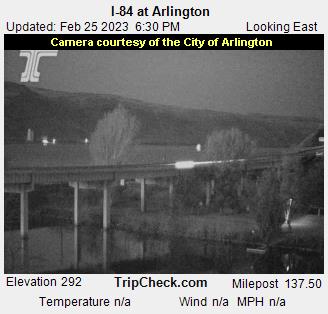 I-84 at Arlington
Updated: Feb 25 2023 6:30 PM Looking East
Camera courtesy of the City of Arlington
Elevation 292 TripCheck.com Milepost 137.50
Temperature n/a Wind n/a MPH n/a